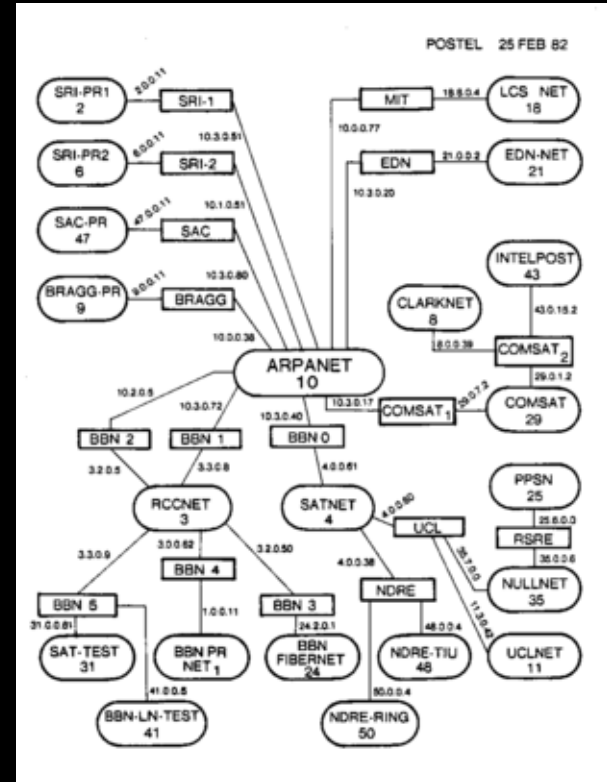 POSTEL 25 FEB 82
SRI-PR1
2
2.0.0.11
SRI-1
10.3.0.51
MIT
10.0.0.77
18.8.0.4
LCS NET
18
SRI-PR2
6
6.0.0.11
SRI-2
10.1.0.51
EDN
10.3.0.20
21.0.0.2
EDN-NET
21
SAC-PR
47
47.0.0.11
SAC
10.3.0.80
INTELPOST
43
43.0.15.2
BRAGG-PR
9
9.0.0.11
BRAGG
10.0.0.38
CLARKNET
8
8.0.0.39
COMSAT2
29.0.1.2
ARPANET
10
10.3.0.17
COMSAT1
29.0.7.2
COMSAT
29
10.2.0.5
10.3.0.72
10.3.0.40
BBN 2
BBN 1
BBN 0
3.2.0.5
3.3.0.8
4.0.0.61
RCCNET
3
SATNET
4
4.0.0.60
UCL
PPSN
25
25.6.0.0
RSRE
35.0.0.6
35.7.0.0
NULLNET
35
3.3.0.9
3.0.0.62
3.2.0.50
4.0.0.38
11.3.0.42
BBN 4
NDRE
BBN 5
1.0.0.11
BBN 3
31.0.0.61
24.2.0.1
48.0.0.4
SAT-TEST
31
BBN PR
NET1
BBN
FIBERNET
24
NDRE-TIU
48
UCLNET
11
41.0.0.5
50.0.0.4
BBN-LN-TEST
41
NDRE-RING
50